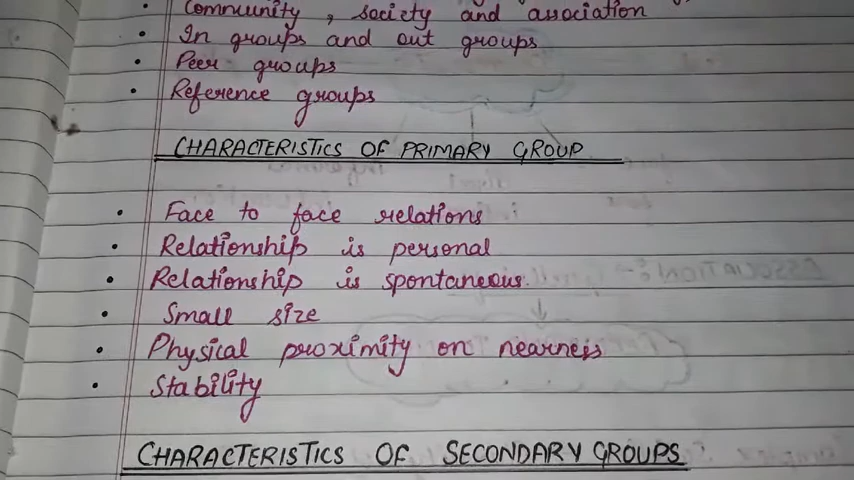 • Community, society and association
• In groups and out groups
• Peer groups
• Reference groups
CHARACTERISTICS OF PRIMARY GROUP
• Face to face relations
• Relationship is personal
• Relationship is spontaneous.
• Small size
• Physical proximity on nearness
• Stability
CHARACTERISTICS OF SECONDARY GROUPS